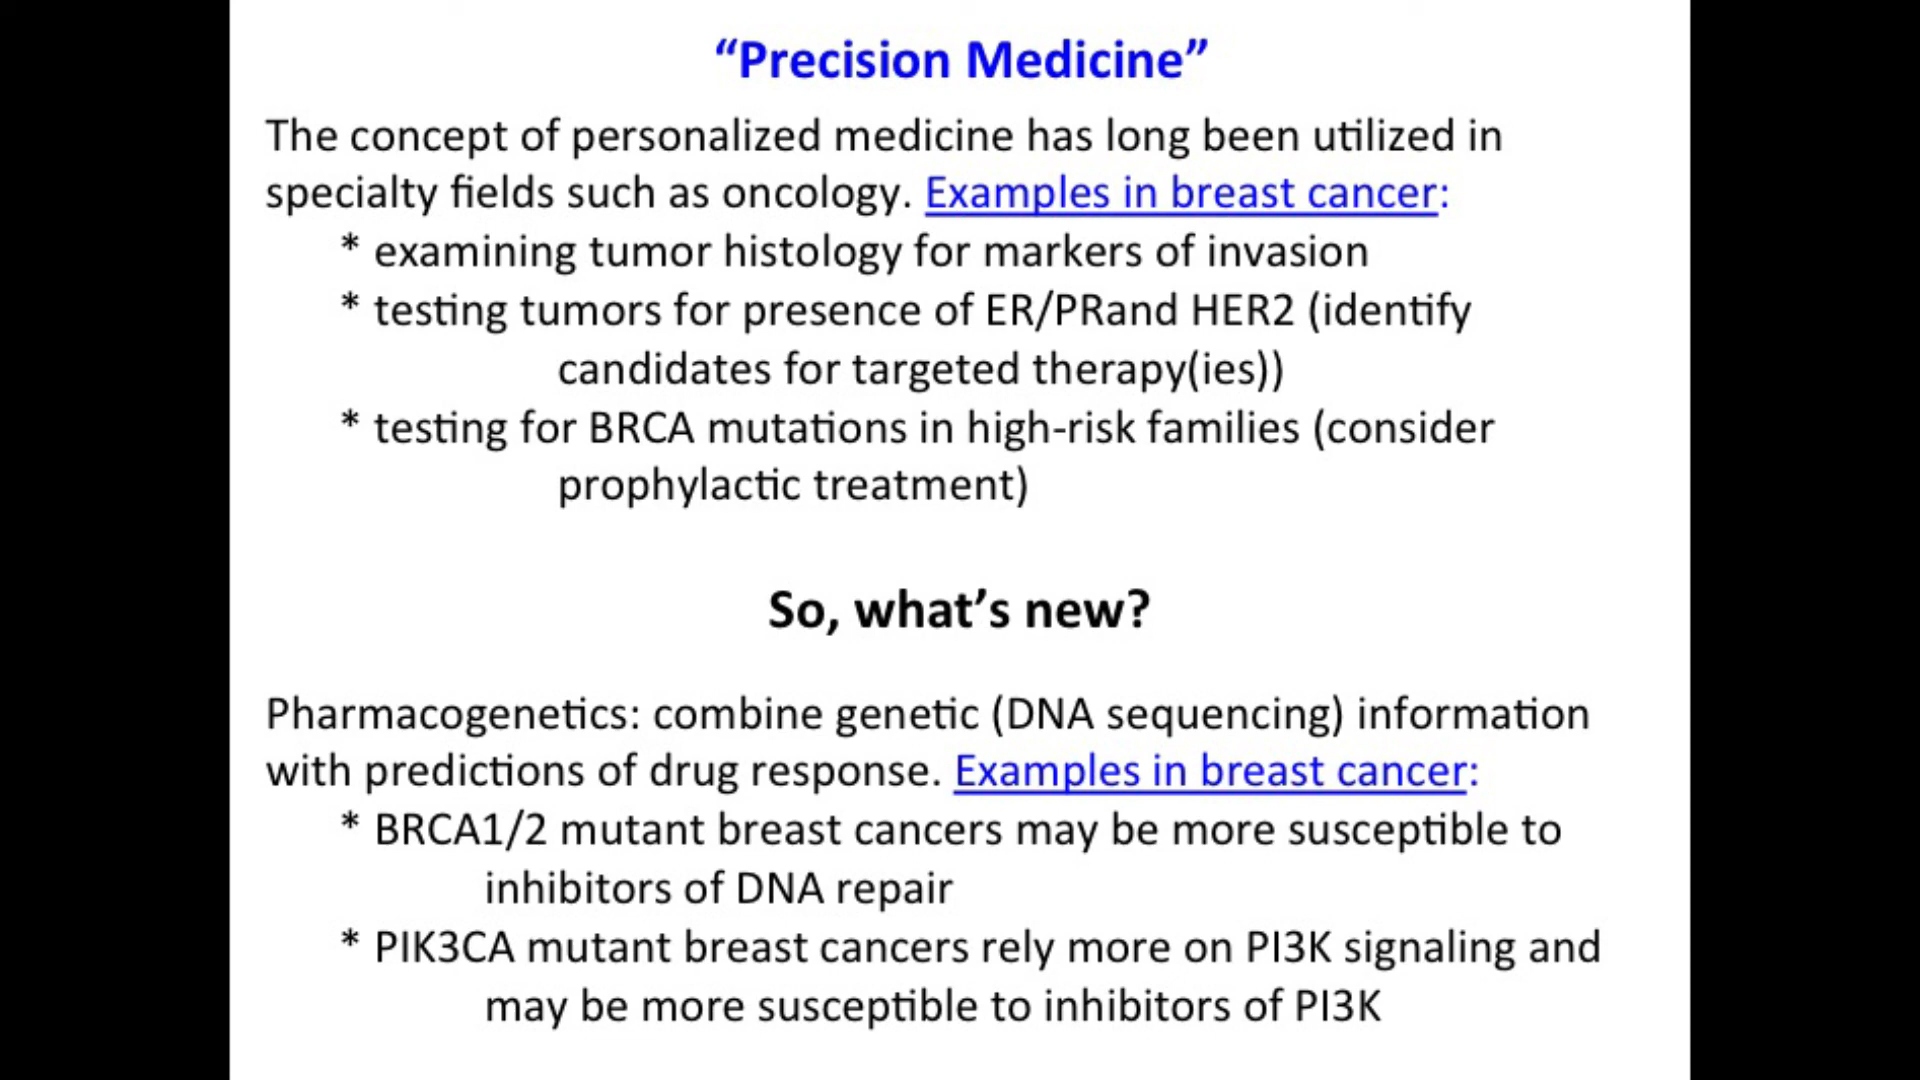 “Precision Medicine”
The concept of personalized medicine has long been utilized in
specialty fields such as oncology. Examples in breast cancer:
* examining tumor histology for markers of invasion
* testing tumors for presence of ER/PRand HER2 (identify
candidates for targeted therapy(ies))
* testing for BRCA mutations in high-risk families (consider
prophylactic treatment)
So, what’s new?
Pharmacogenetics: combine genetic (DNA sequencing) information
with predictions of drug response. Examples in breast cancer:
* BRCA1/2 mutant breast cancers may be more susceptible to
inhibitors of DNA repair
* PIK3CA mutant breast cancers rely more on PI3K signaling and
may be more susceptible to inhibitors of PI3K